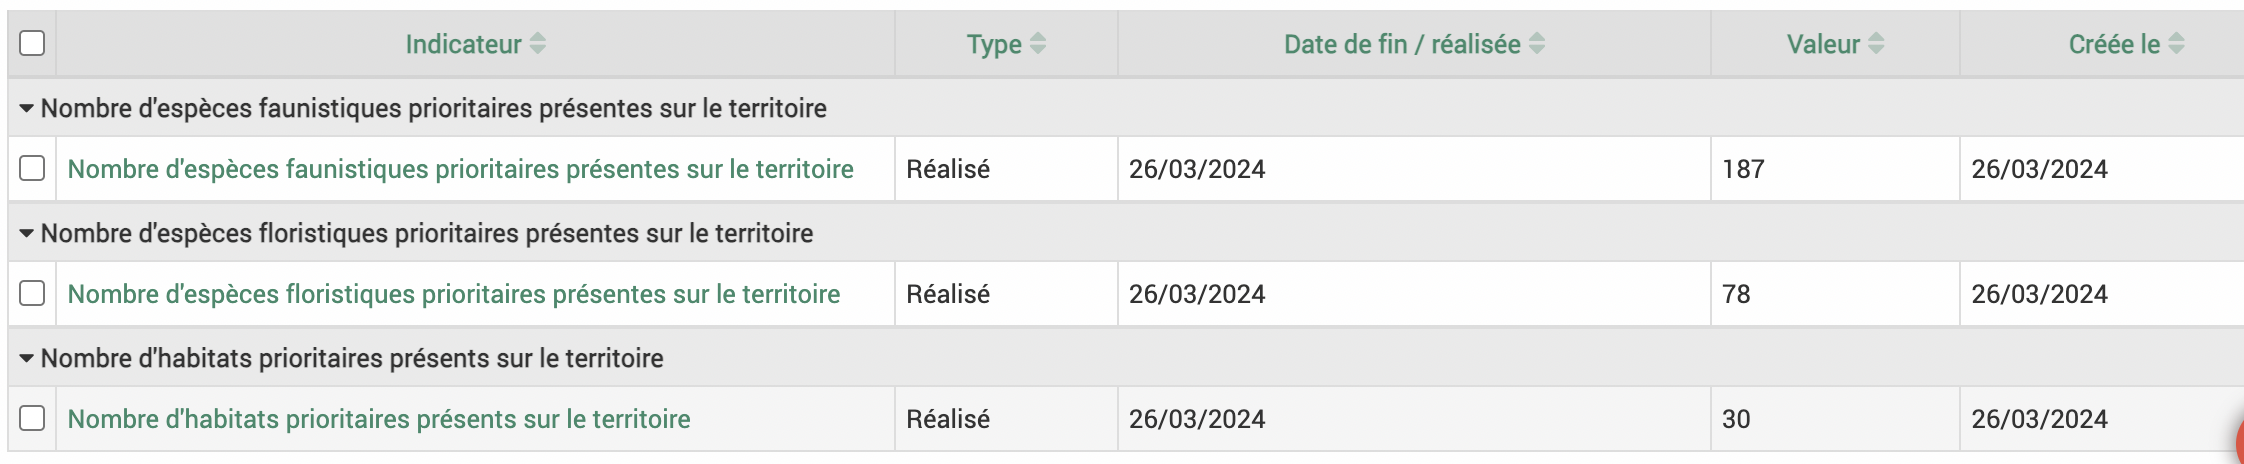 Indicateur Type Date de fin / réalisée Valeur Créée le
Nombre d'espèces faunistiques prioritaires présentes sur le territoire
Nombre d'espèces faunistiques prioritaires présentes sur le territoire Réalisé 26/03/2024 187 26/03/2024
Nombre d'espèces floristiques prioritaires présentes sur le territoire
Nombre d'espèces floristiques prioritaires présentes sur le territoire Réalisé 26/03/2024 78 26/03/2024
Nombre d'habitats prioritaires présents sur le territoire
Nombre d'habitats prioritaires présents sur le territoire Réalisé 26/03/2024 30 26/03/2024